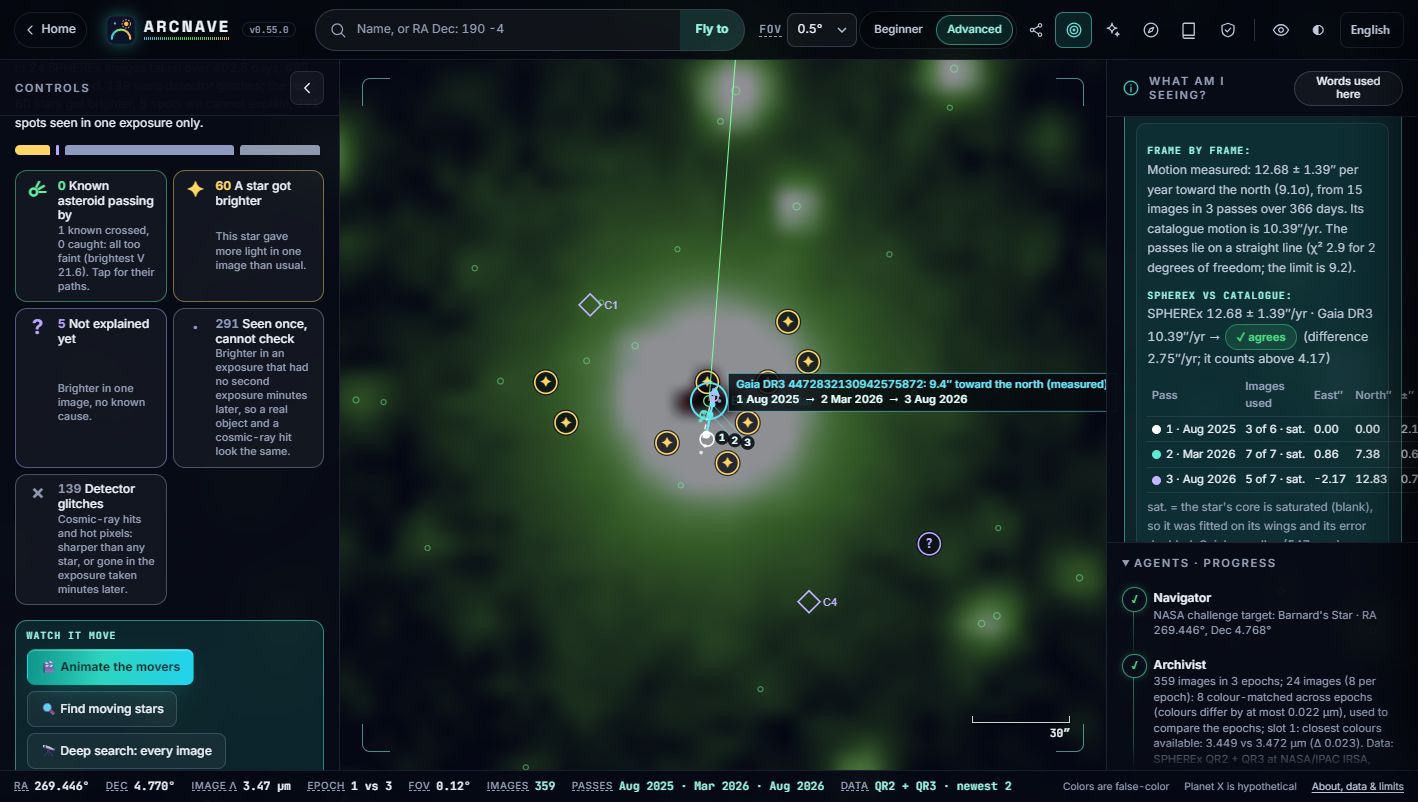 Home
ARCNAVE
v0.55.0
Name, or RA Dec: 190 -4
Fly to
FOV
0.5°
Beginner
Advanced
English
CONTROLS
spots seen in one exposure only.
0 Known asteroid passing by
1 known crossed, 0 caught: all too faint (brightest V 21.6). Tap for their paths.
60 A star got brighter
This star gave more light in one image than usual.
? 5 Not explained yet
Brighter in one image, no known cause.
291 Seen once, cannot check
Brighter in an exposure that had no second exposure minutes later, so a real object and a cosmic-ray hit look the same.
139 Detector glitches
Cosmic-ray hits and hot pixels: sharper than any star, or gone in the exposure taken minutes later.
WATCH IT MOVE
Animate the movers
Find moving stars
Deep search: every image
C1
Gaia DR3 4472832130942575872: 9.4″ toward the north (measured)
1 Aug 2025 → 2 Mar 2026 → 3 Aug 2026
1 2 3
?
C4
30″
WHAT AM I SEEING?
Words used here
FRAME BY FRAME:
Motion measured: 12.68 ± 1.39″ per
year toward the north (9.1σ), from 15
images in 3 passes over 366 days. Its
catalogue motion is 10.39″/yr. The
passes lie on a straight line (χ² 2.9 for 2
degrees of freedom; the limit is 9.2).
SPHEREX VS CATALOGUE:
SPHEREx 12.68 ± 1.39″/yr · Gaia DR3
10.39″/yr → ✓ agrees (difference
2.75″/yr; it counts above 4.17)
Pass Images used East″ North″ ±″
1 · Aug 2025 3 of 6 · sat. 0.00 0.00 2.1
2 · Mar 2026 7 of 7 · sat. 0.86 7.38 0.6
3 · Aug 2026 5 of 7 · sat. -2.17 12.83 0.7
sat. = the star's core is saturated (blank),
so it was fitted on its wings and its error
▼ AGENTS · PROGRESS
Navigator
NASA challenge target: Barnard's Star · RA
269.446°, Dec 4.768°
Archivist
359 images in 3 epochs; 24 images (8 per
epoch): 8 colour-matched across epochs
(colours differ by at most 0.022 µm), used to
compare the epochs; slot 1: closest colours
available: 3.449 vs 3.472 µm (Δ 0.023). Data:
SPHEREx QR2 + QR3 at NASA/IPAC IRSA,
RA 269.446° DEC 4.770° IMAGE Λ 3.47 µm EPOCH 1 vs 3 FOV 0.12° IMAGES 359 PASSES Aug 2025 · Mar 2026 · Aug 2026 DATA QR2 + QR3 · newest 2
Colors are false-color
Planet X is hypothetical
About, data & limits